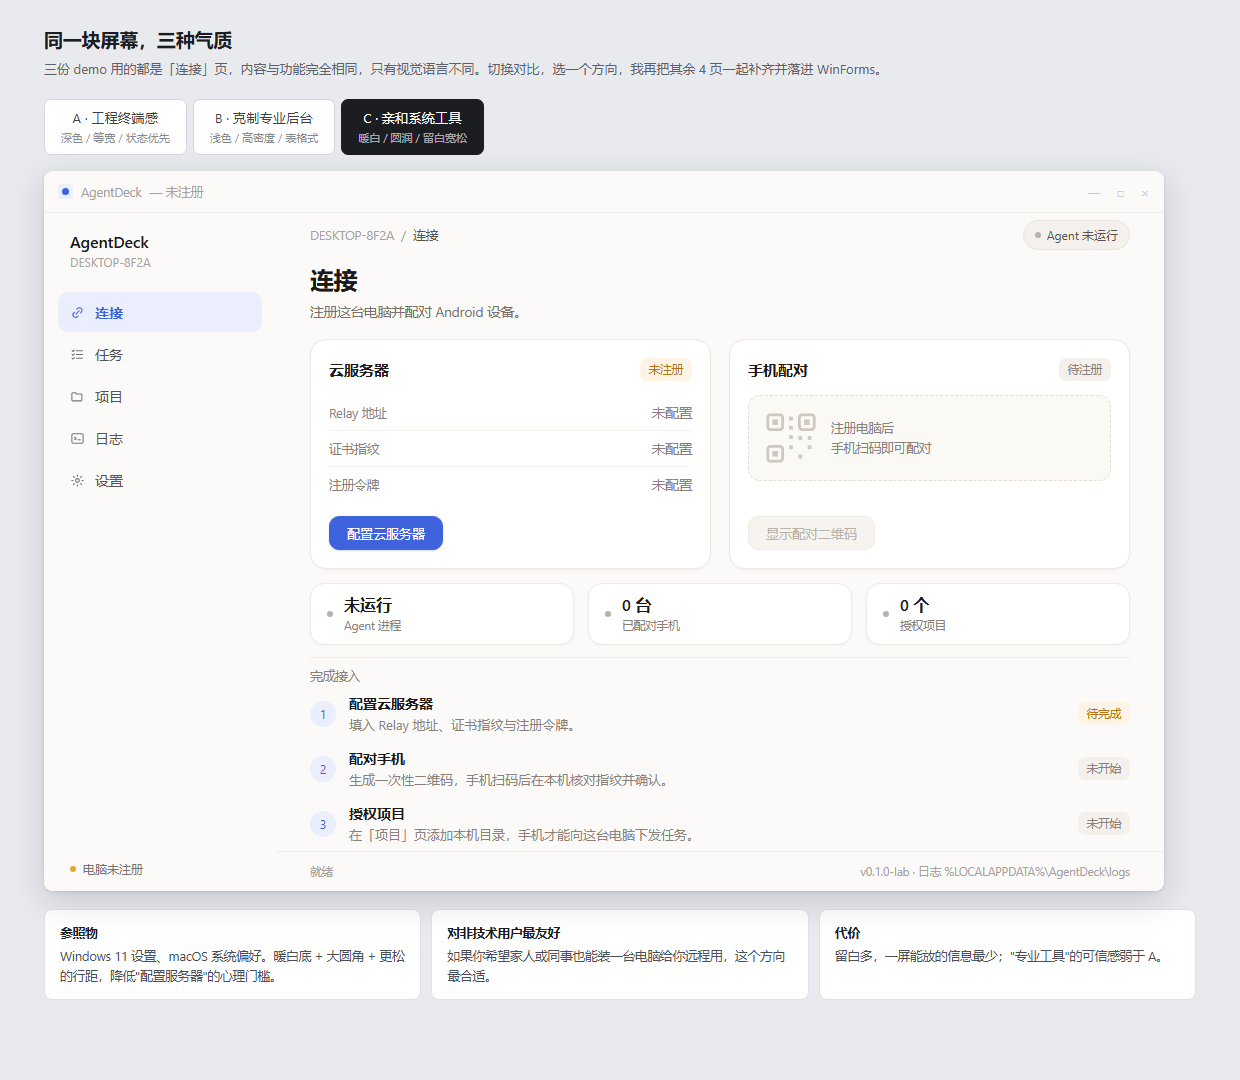 同一块屏幕，三种气质
三份 demo 用的都是「连接」页，内容与功能完全相同，只有视觉语言不同。切换对比，选一个方向，我再把其余 4 页一起补齐并落进 WinForms。
A · 工程终端感
深色 / 等宽 / 状态优先
B · 克制专业后台
浅色 / 高密度 / 表格式
C · 亲和系统工具
暖白 / 圆润 / 留白宽松
AgentDeck — 未注册
AgentDeck
DESKTOP-8F2A
连接
任务
项目
日志
设置
电脑未注册
DESKTOP-8F2A / 连接
Agent 未运行
连接
注册这台电脑并配对 Android 设备。
云服务器
未注册
Relay 地址
未配置
证书指纹
未配置
注册令牌
未配置
配置云服务器
手机配对
待注册
注册电脑后
手机扫码即可配对
显示配对二维码
未运行
Agent 进程
0 台
已配对手机
0 个
授权项目
完成接入
1
配置云服务器
填入 Relay 地址、证书指纹与注册令牌。
待完成
2
配对手机
生成一次性二维码，手机扫码后在本机核对指纹并确认。
未开始
3
授权项目
在「项目」页添加本机目录，手机才能向这台电脑下发任务。
未开始
就绪
v0.1.0-lab · 日志 %LOCALAPPDATA%\AgentDeck\logs
参照物
Windows 11 设置、macOS 系统偏好。暖白底 + 大圆角 + 更松
的行距，降低"配置服务器"的心理门槛。
对非技术用户最友好
如果你希望家人或同事也能装一台电脑给你远程用，这个方向
最合适。
代价
留白多，一屏能放的信息最少；"专业工具"的可信感弱于 A。